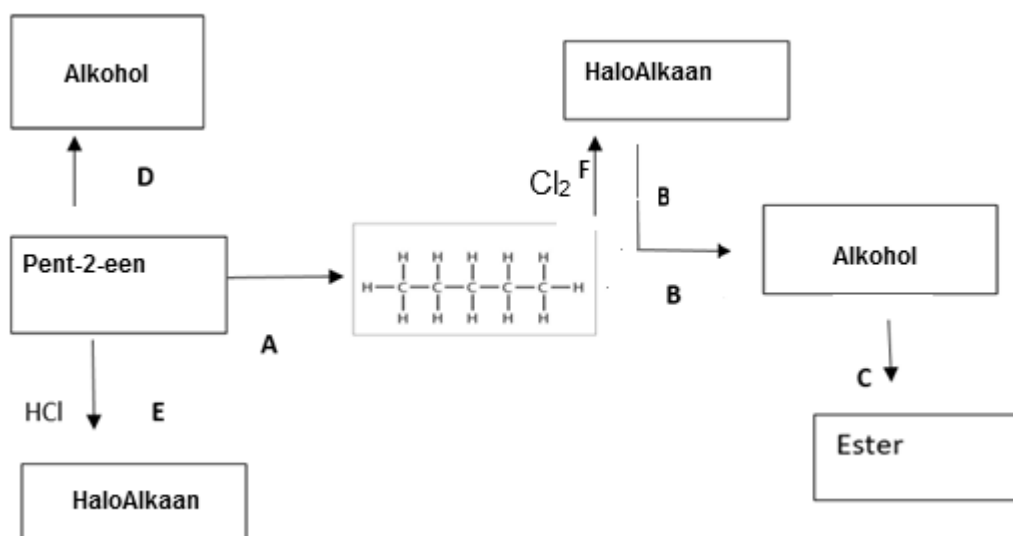 Alkohol
HaloAlkaan
D
Cl₂ F
B
Pent-2-een
H H H H H
H C C C C C H
H H H H H
Alkohol
B
A
C
HCl E
Ester
HaloAlkaan